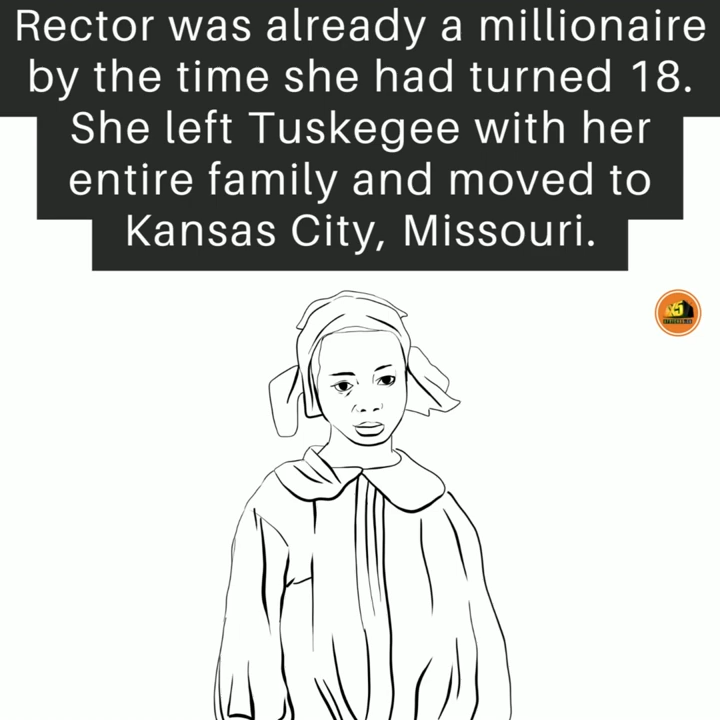 Rector was already a millionaire
by the time she had turned 18.
She left Tuskegee with her
entire family and moved to
Kansas City, Missouri.